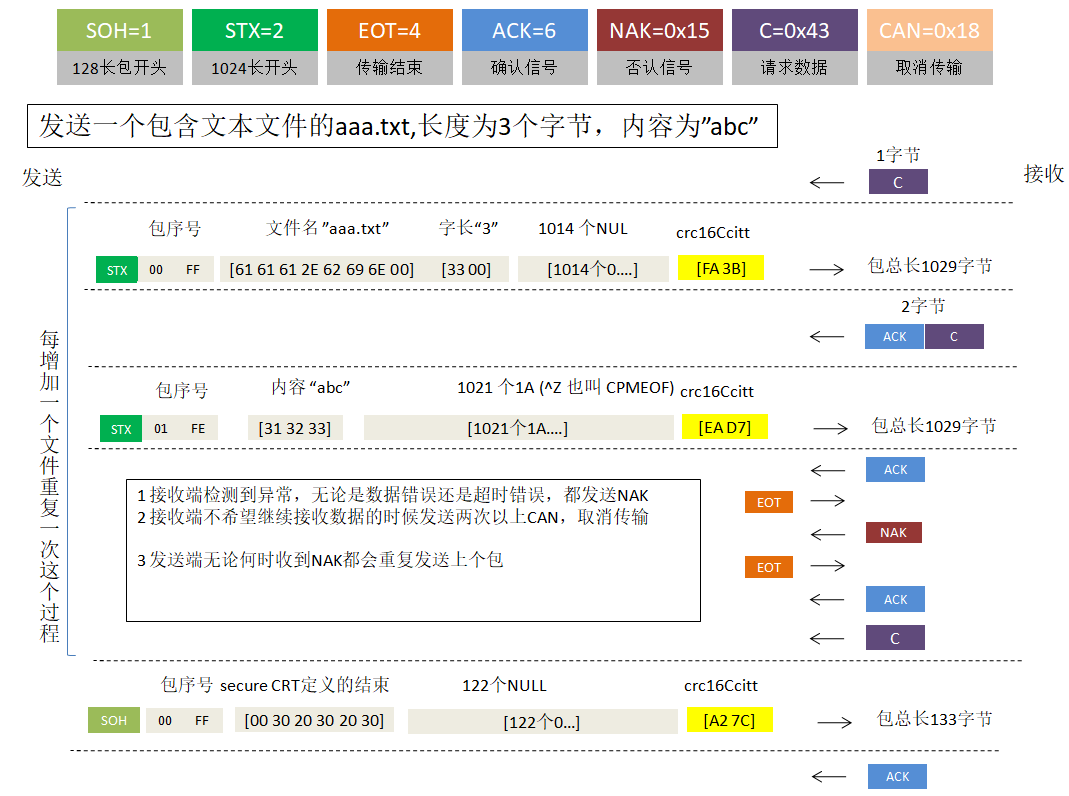 SOH=1 STX=2 EOT=4 ACK=6 NAK=0x15 C=0x43 CAN=0x18
128长包开头 1024长开头 传输结束 确认信号 否认信号 请求数据 取消传输
发送一个包含文本文件的aaa.txt,长度为3个字节，内容为”abc”
1字节
发送 C 接收
包序号 文件名 ”aaa.txt” 字长“3” 1014 个NUL crc16Ccitt
STX 00 FF [61 61 61 2E 62 69 6E 00] [33 00] [1014个0....] [FA 3B] 包总长1029字节
2字节
ACK C
包序号 内容 “abc” 1021 个1A (^Z 也叫 CPMEOF) crc16Ccitt
STX 01 FE [31 32 33] [1021个1A....] [EA D7] 包总长1029字节
ACK
EOT
NAK
EOT
ACK
C
1 接收端检测到异常，无论是数据错误还是超时错误，都发送NAK
2 接收端不希望继续接收数据的时候发送两次以上CAN，取消传输
3 发送端无论何时收到NAK都会重复发送上个包
每增加一个文件重复一次这个过程
包序号 secure CRT定义的结束 122个NULL crc16Ccitt
SOH 00 FF [00 30 20 30 20 30] [122个0...] [A2 7C] 包总长133字节
ACK